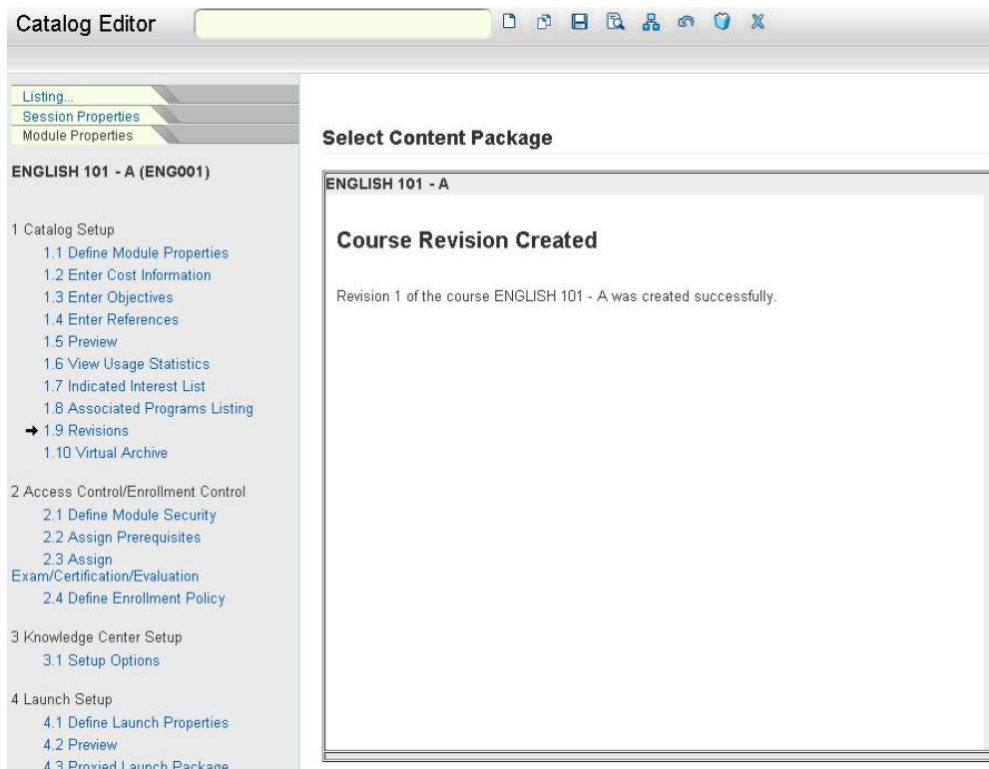 Catalog Editor
Listing...
Session Properties
Module Properties
ENGLISH 101 - A (ENG001)
1 Catalog Setup
1.1 Define Module Properties
1.2 Enter Cost Information
1.3 Enter Objectives
1.4 Enter References
1.5 Preview
1.6 View Usage Statistics
1.7 Indicated Interest List
1.8 Associated Programs Listing
1.9 Revisions
1.10 Virtual Archive
2 Access Control/Enrollment Control
2.1 Define Module Security
2.2 Assign Prerequisites
2.3 Assign
Exam/Certification/Evaluation
2.4 Define Enrollment Policy
3 Knowledge Center Setup
3.1 Setup Options
4 Launch Setup
4.1 Define Launch Properties
4.2 Preview
4.3 Proxied Launch Package
Select Content Package
ENGLISH 101 - A
Course Revision Created
Revision 1 of the course ENGLISH 101 - A was created successfully.